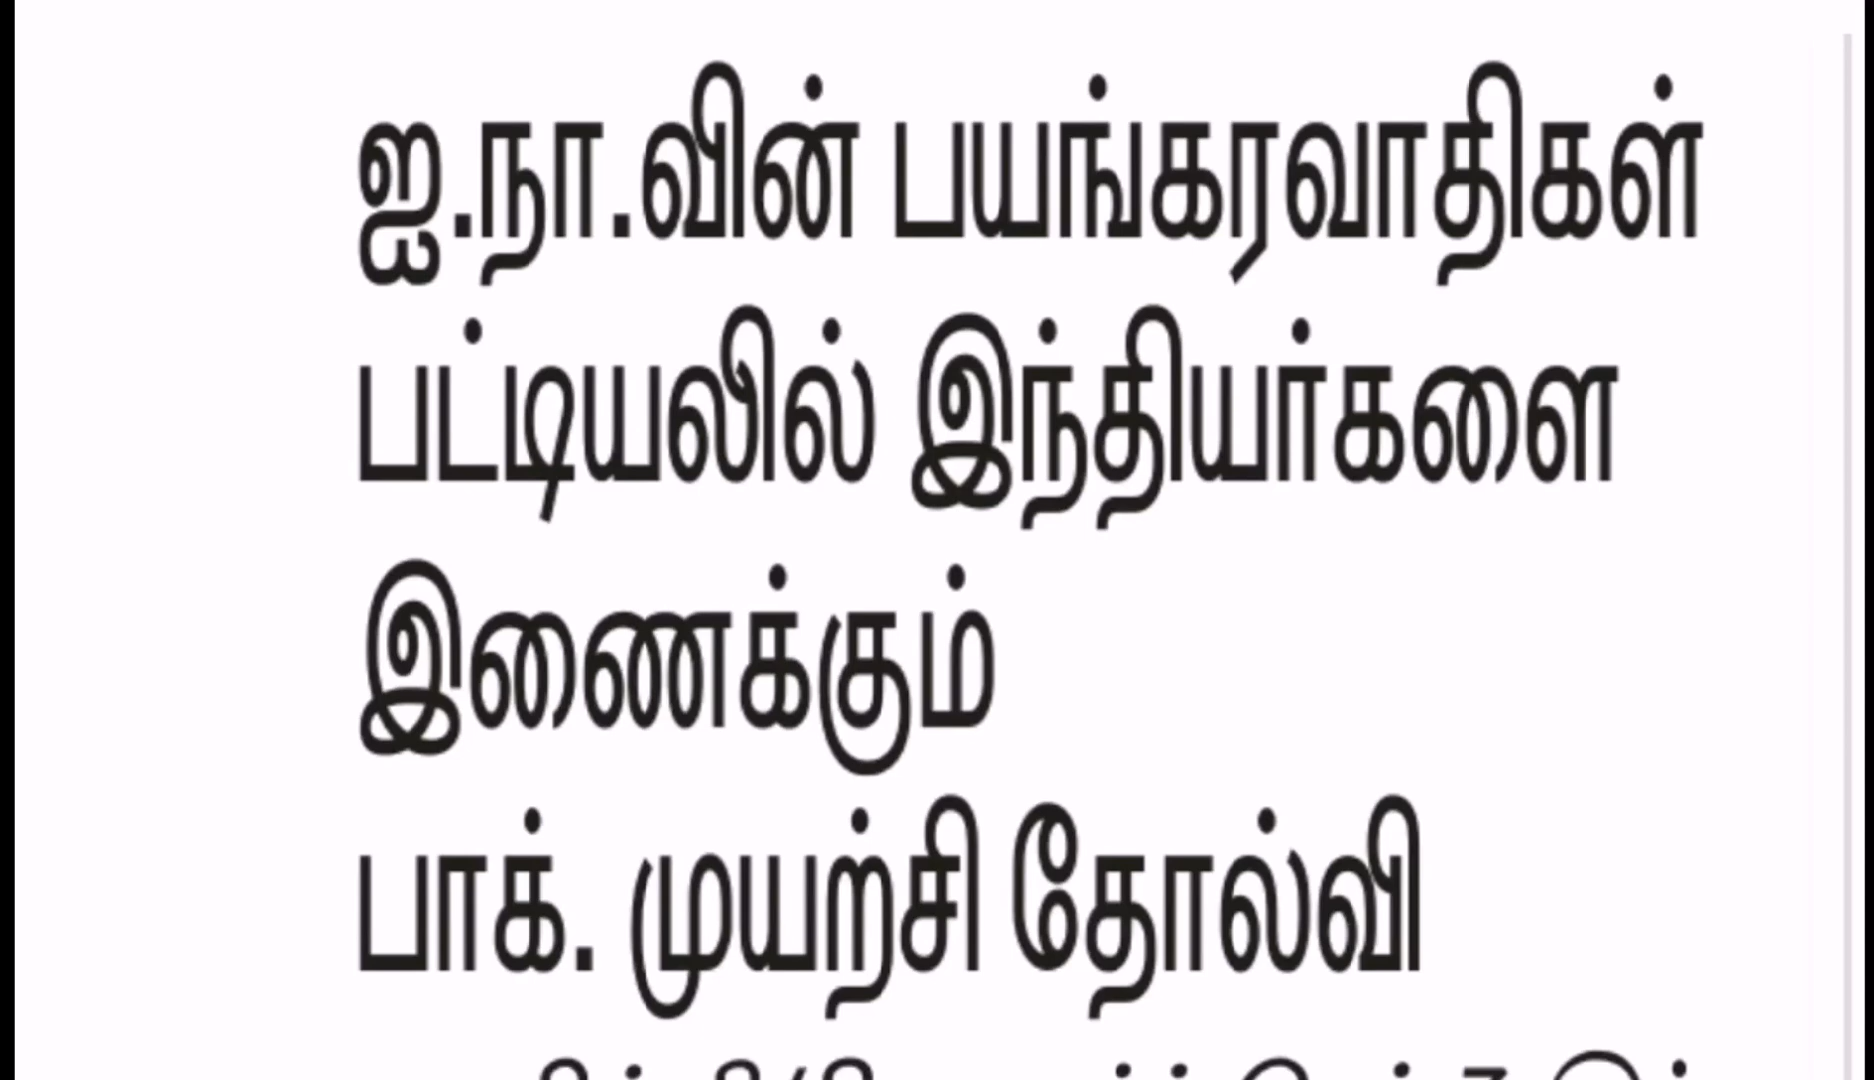 ஐ.நா.வின் பயங்கரவாதிகள்
பட்டியலில் இந்தியர்களை
இணைக்கும்
பாக். முயற்சி தோல்வி